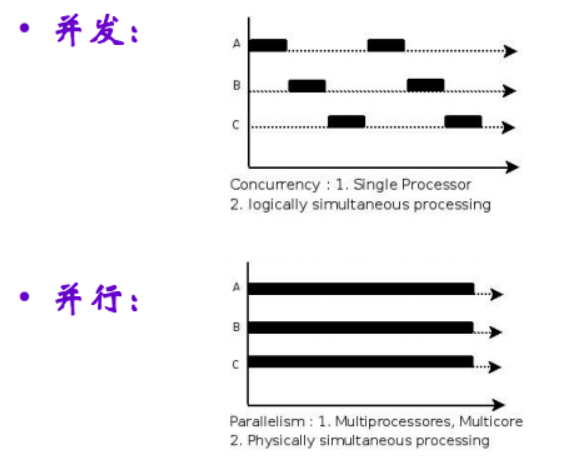 • 并发：
A
B
C
Concurrency : 1. Single Processor
2. logically simultaneous processing
• 并行：
A
B
C
Parallelism : 1. Multiprocessores, Multicore
2. Physically simultaneous processing